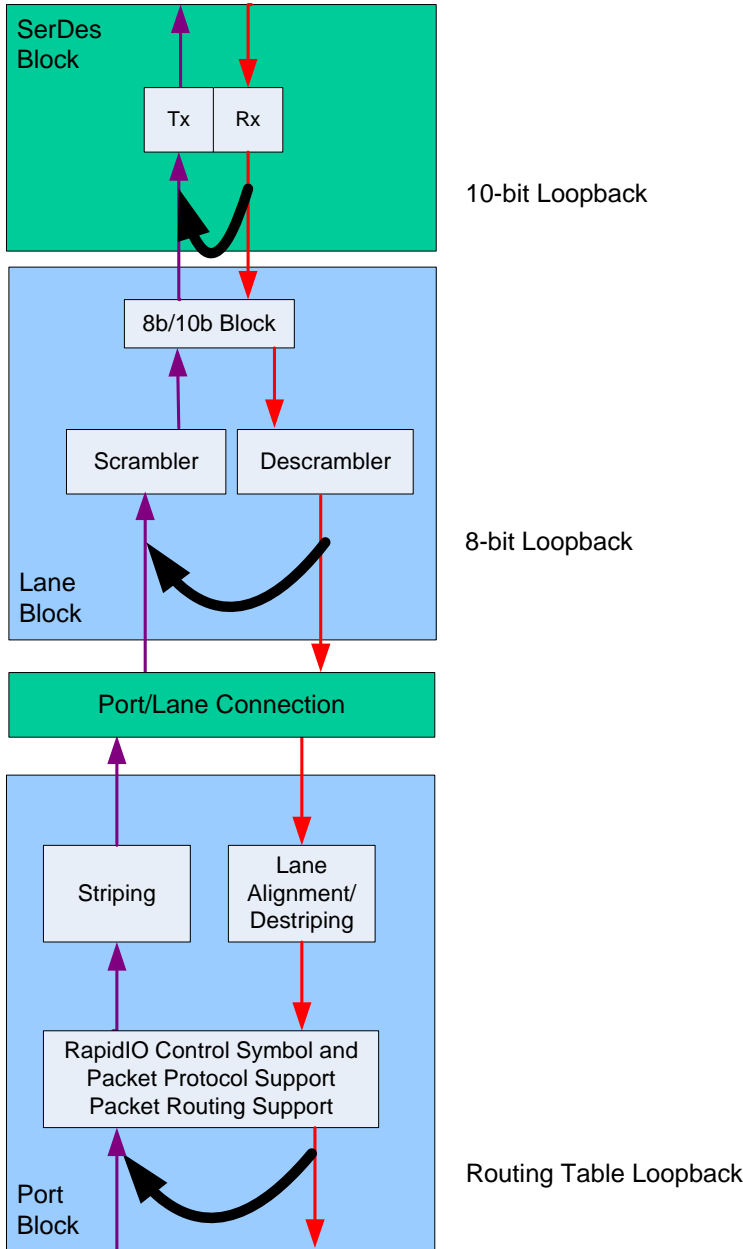 SerDes
Block
Tx
Rx
10-bit Loopback
8b/10b Block
Scrambler
Descrambler
8-bit Loopback
Lane
Block
Port/Lane Connection
Striping
Lane
Alignment/
Destriping
RapidIO Control Symbol and
Packet Protocol Support
Packet Routing Support
Routing Table Loopback
Port
Block